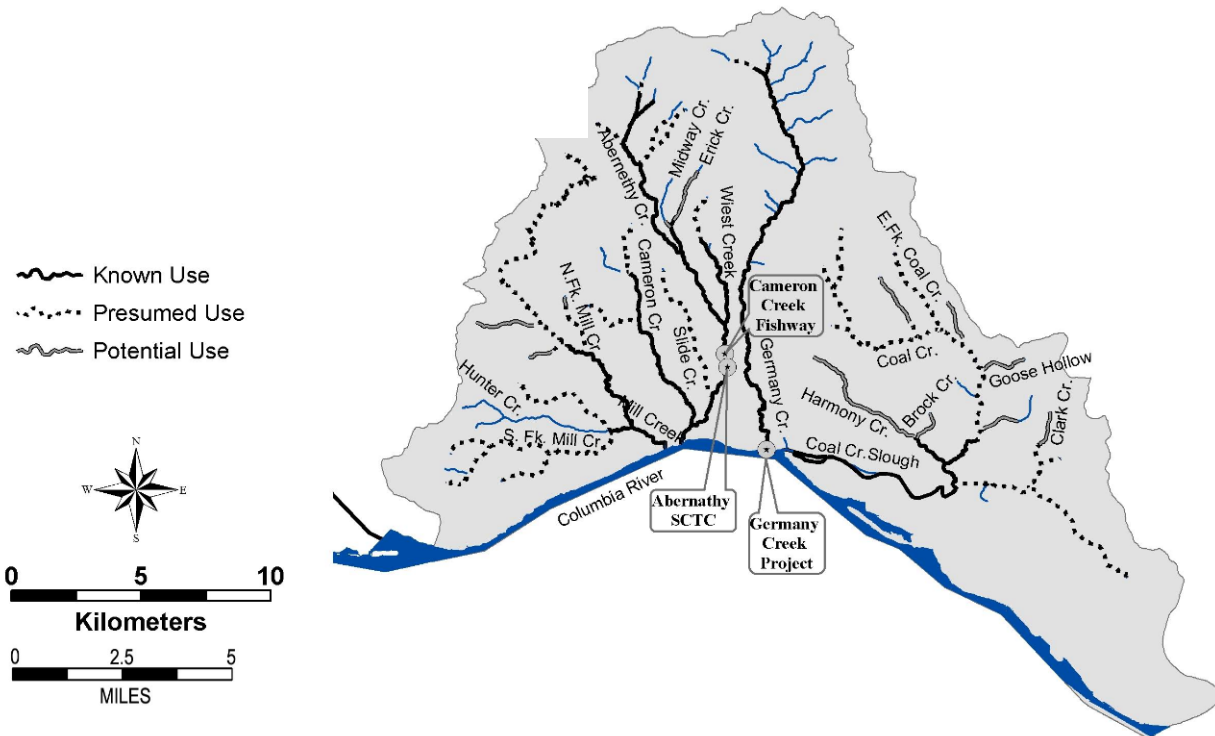 Known Use
Presumed Use
Potential Use
N
W E
S
0 5 10
Kilometers
0 2.5 5
MILES
Abernethy Cr.
Midway Cr.
Erick Cr.
Wiest Creek
Cameron Cr.
Slide Cr.
N.Fk. Mill Cr.
Hunter Cr.
S. Fk. Mill Cr.
Mill Creek
Germany Cr.
E.Fk. Coal Cr.
Coal Cr.
Goose Hollow
Brock Cr.
Clark Cr.
Harmony Cr.
Coal Cr.Slough
Columbia River
Cameron
Creek
Fishway
Abernathy
SCTC
Germany
Creek
Project